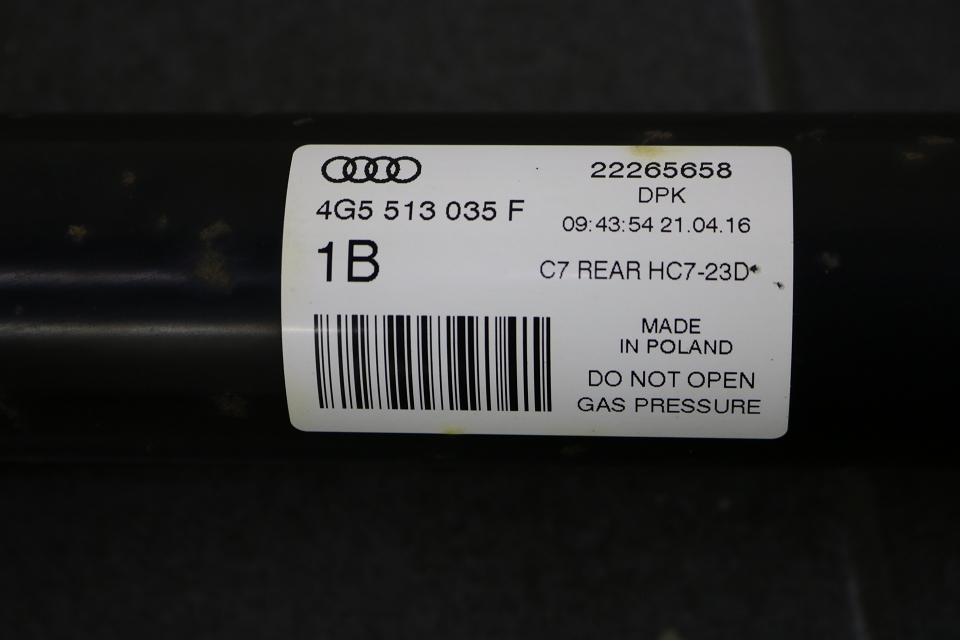 4G5 513 035 F
1B
22265658
DPK
09:43:54 21.04.16
C7 REAR HC7-23D
MADE
IN POLAND
DO NOT OPEN
GAS PRESSURE